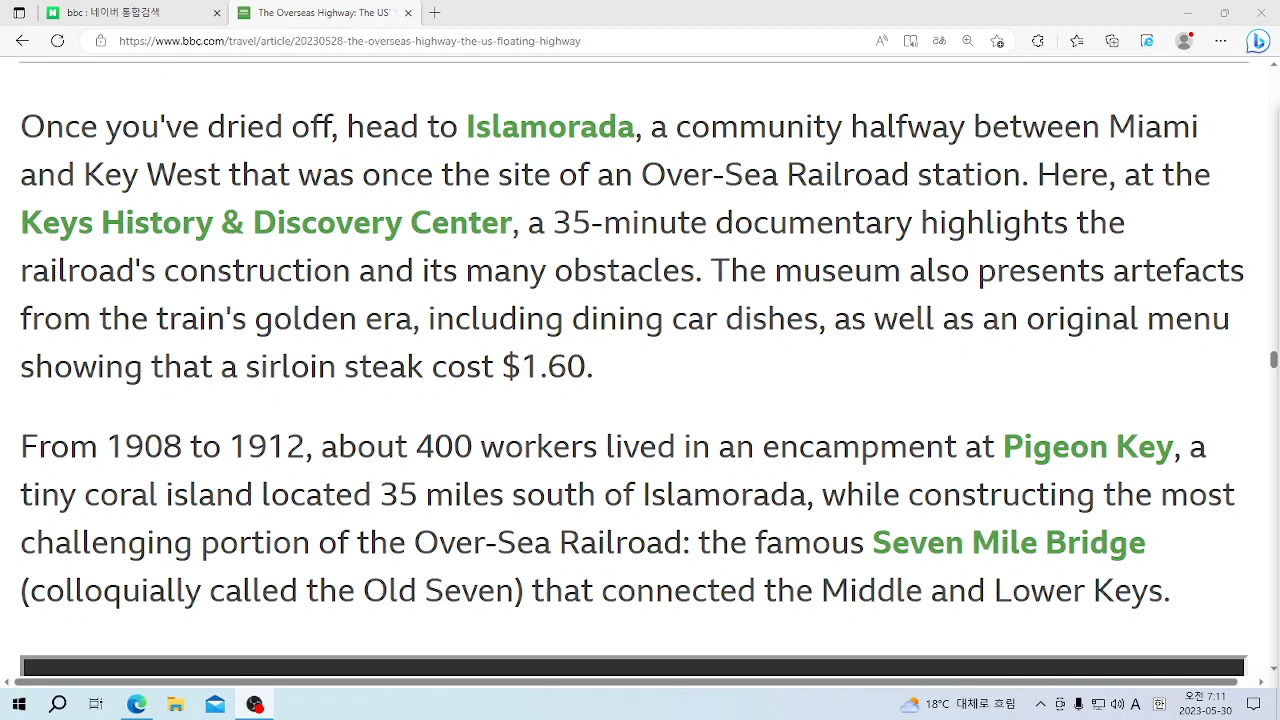 bbc : 네이버 통합검색
The Overseas Highway: The US'
https://www.bbc.com/travel/article/20230528-the-overseas-highway-the-us-floating-highway
Once you've dried off, head to Islamorada, a community halfway between Miami
and Key West that was once the site of an Over-Sea Railroad station. Here, at the
Keys History & Discovery Center, a 35-minute documentary highlights the
railroad's construction and its many obstacles. The museum also presents artefacts
from the train's golden era, including dining car dishes, as well as an original menu
showing that a sirloin steak cost $1.60.
From 1908 to 1912, about 400 workers lived in an encampment at Pigeon Key, a
tiny coral island located 35 miles south of Islamorada, while constructing the most
challenging portion of the Over-Sea Railroad: the famous Seven Mile Bridge
(colloquially called the Old Seven) that connected the Middle and Lower Keys.
18°C 대체로 흐림
A
오전 7:11
2023-05-30